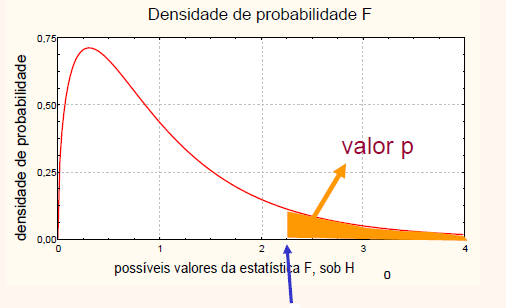 Densidade de probabilidade F
densidade de probabilidade
0,75
0,50
0,25
0,00
valor p
0 1 2 3 4
possíveis valores da estatística F, sob H
0